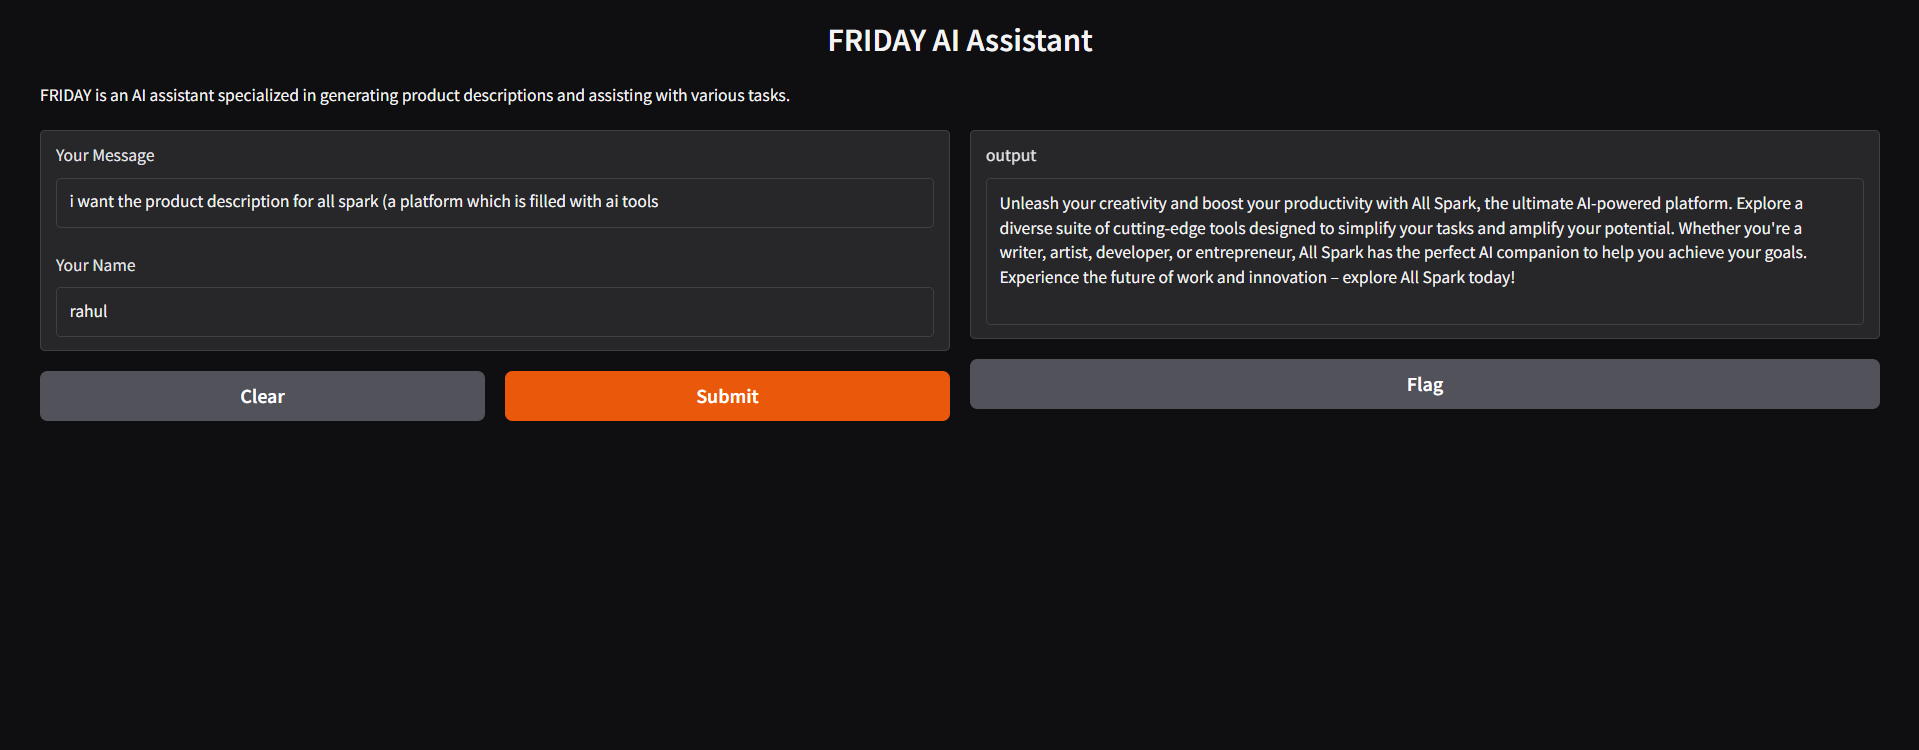 FRIDAY AI Assistant
FRIDAY is an AI assistant specialized in generating product descriptions and assisting with various tasks.
Your Message
i want the product description for all spark (a platform which is filled with ai tools
Your Name
rahul
Clear
Submit
output
Unleash your creativity and boost your productivity with All Spark, the ultimate AI-powered platform. Explore a
diverse suite of cutting-edge tools designed to simplify your tasks and amplify your potential. Whether you're a
writer, artist, developer, or entrepreneur, All Spark has the perfect AI companion to help you achieve your goals.
Experience the future of work and innovation – explore All Spark today!
Flag